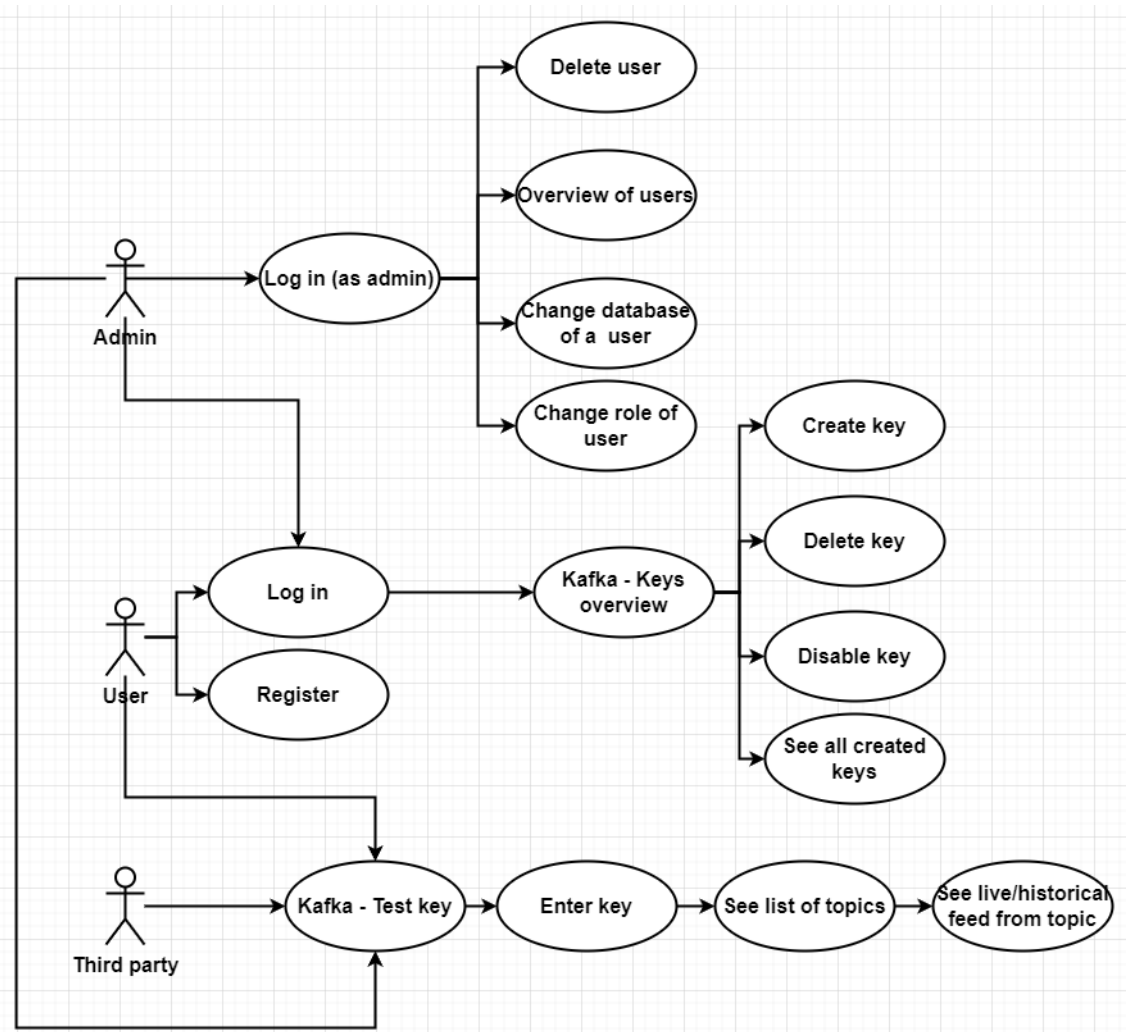 Delete user
Overview of users
Log in (as admin)
Change database
of a  user
Admin
Change role of
user
Create key
Delete key
Log in
Kafka - Keys
overview
Disable key
User
Register
See all created
keys
Kafka - Test key
Enter key
See list of topics
See live/historical
feed from topic
Third party